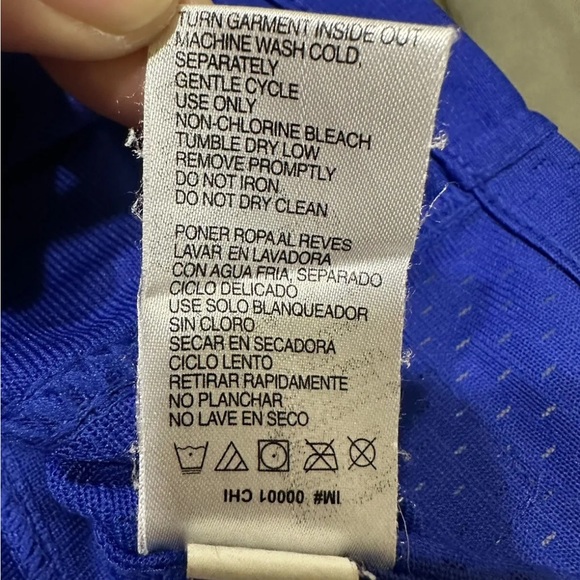 TURN GARMENT INSIDE OUT
MACHINE WASH COLD,
SEPARATELY
GENTLE CYCLE
USE ONLY
NON-CHLORINE BLEACH
TUMBLE DRY LOW
REMOVE PROMPTLY
DO NOT IRON.
DO NOT DRY CLEAN
PONER ROPA AL REVES
LAVAR EN LAVADORA
CON AGUA FRIA, SEPARADO
CICLO DELICADO
USE SOLO BLANQUEADOR
SIN CLORO
SECAR EN SECADORA
CICLO LENTO
RETIRAR RAPIDAMENTE
NO PLANCHAR
NO LAVE EN SECO
IM# 00001 CHI